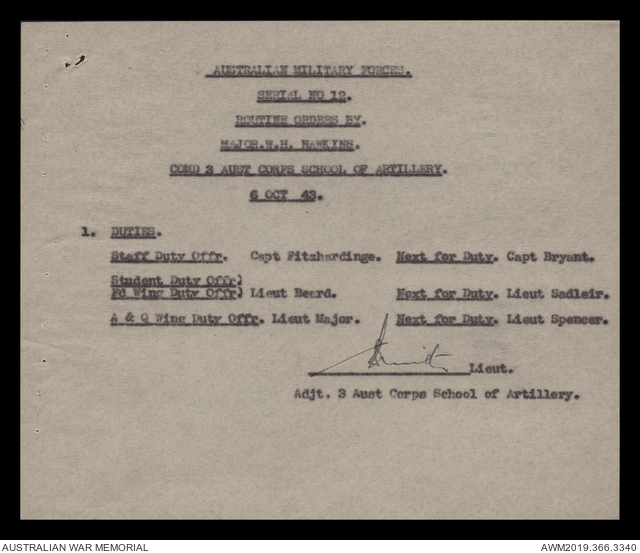 AUSTRALIAN MILITARY FORCES.
SERIAL NO 12.
ROUTINE ORDERS BY.
MAJOR.W.H. HAWKINS.
COMD 3 AUST CORPS SCHOOL OF ARTILLERY.
6 OCT 43.
1. DUTIES.
Staff Duty Offr. Capt Fitzhardinge. Next for Duty. Capt Bryant.
Student Duty Offr)
Fd Wing Duty Offr) Lieut Beard. Next for Duty. Lieut Sadleir.
A & Q Wing Duty Offr. Lieut Major. Next for Duty. Lieut Spencer.
Lieut.
Adjt. 3 Aust Corps School of Artillery.
AUSTRALIAN WAR MEMORIAL AWM2019.366.3340